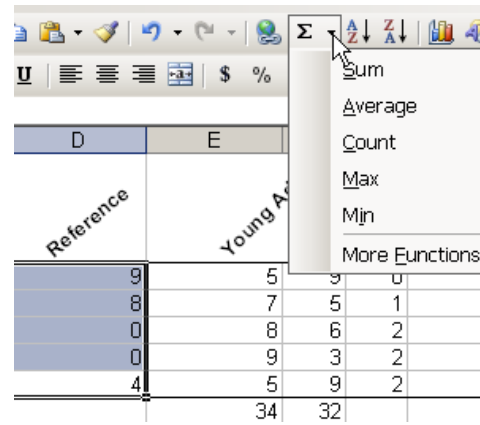 Σ A Z Z A
U $ %
Sum
Average
Count
Max
Min
More Functions
D E
Reference Young
9 5 9 0
8 7 5 1
0 8 6 2
0 9 3 2
4 5 9 2
34 32